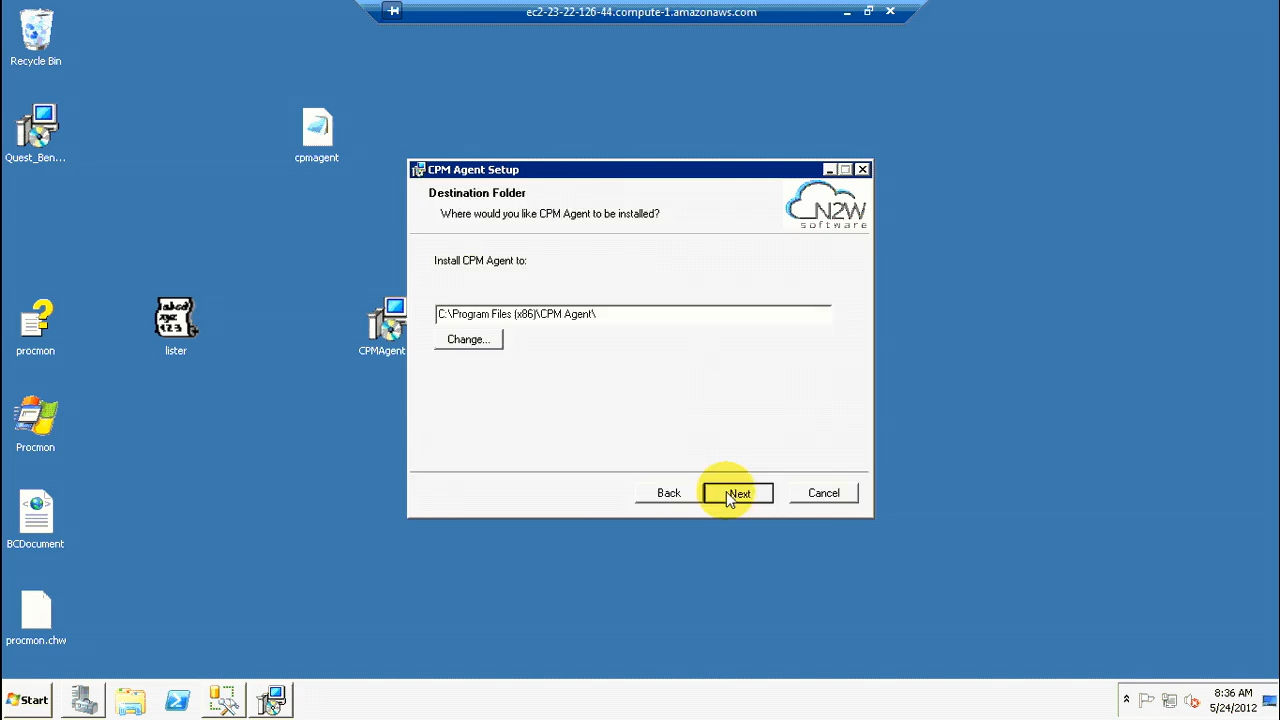 ec2-23-22-126-44.compute-1.amazonaws.com
Recycle Bin
Quest_Ben...
cpmagent
procmon
lister
CPMAgent
Procmon
BCDocument
procmon.chw
CPM Agent Setup
Destination Folder
Where would you like CPM Agent to be installed?
N2W
software
Install CPM Agent to:
C:\Program Files (x86)\CPM Agent\
Change...
Back
Next
Cancel
Start
8:36 AM
5/24/2012